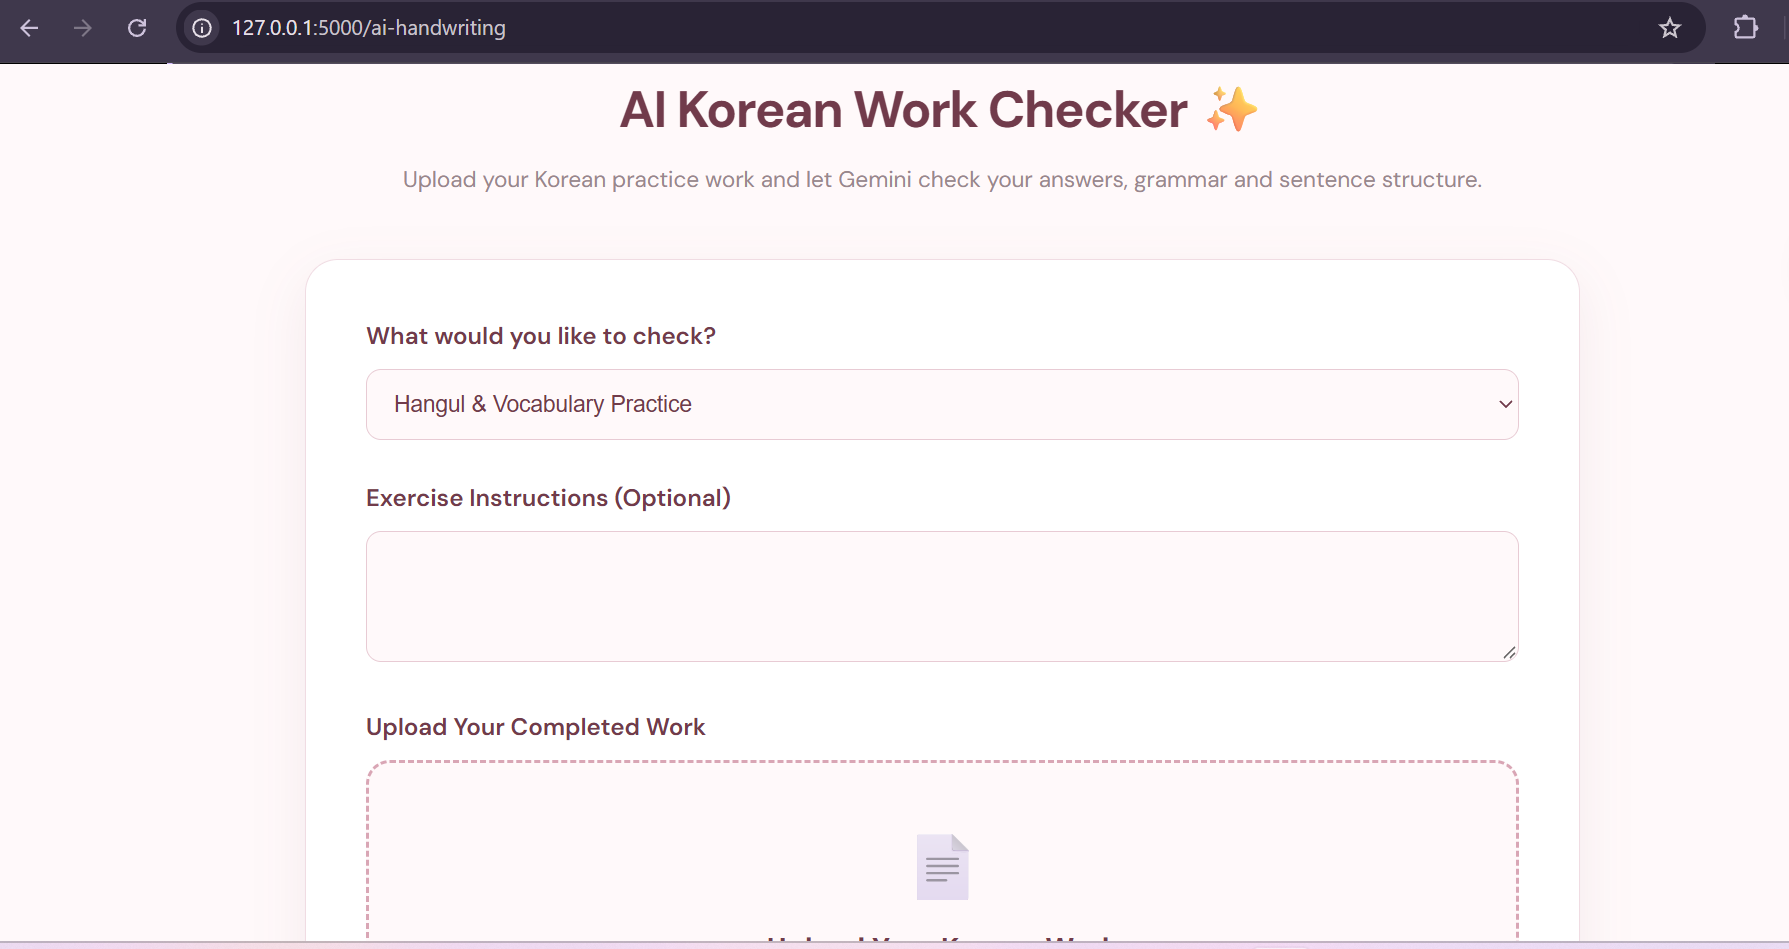 127.0.0.1:5000/ai-handwriting
AI Korean Work Checker ✨
Upload your Korean practice work and let Gemini check your answers, grammar and sentence structure.
What would you like to check?
Hangul & Vocabulary Practice
Exercise Instructions (Optional)
Upload Your Completed Work